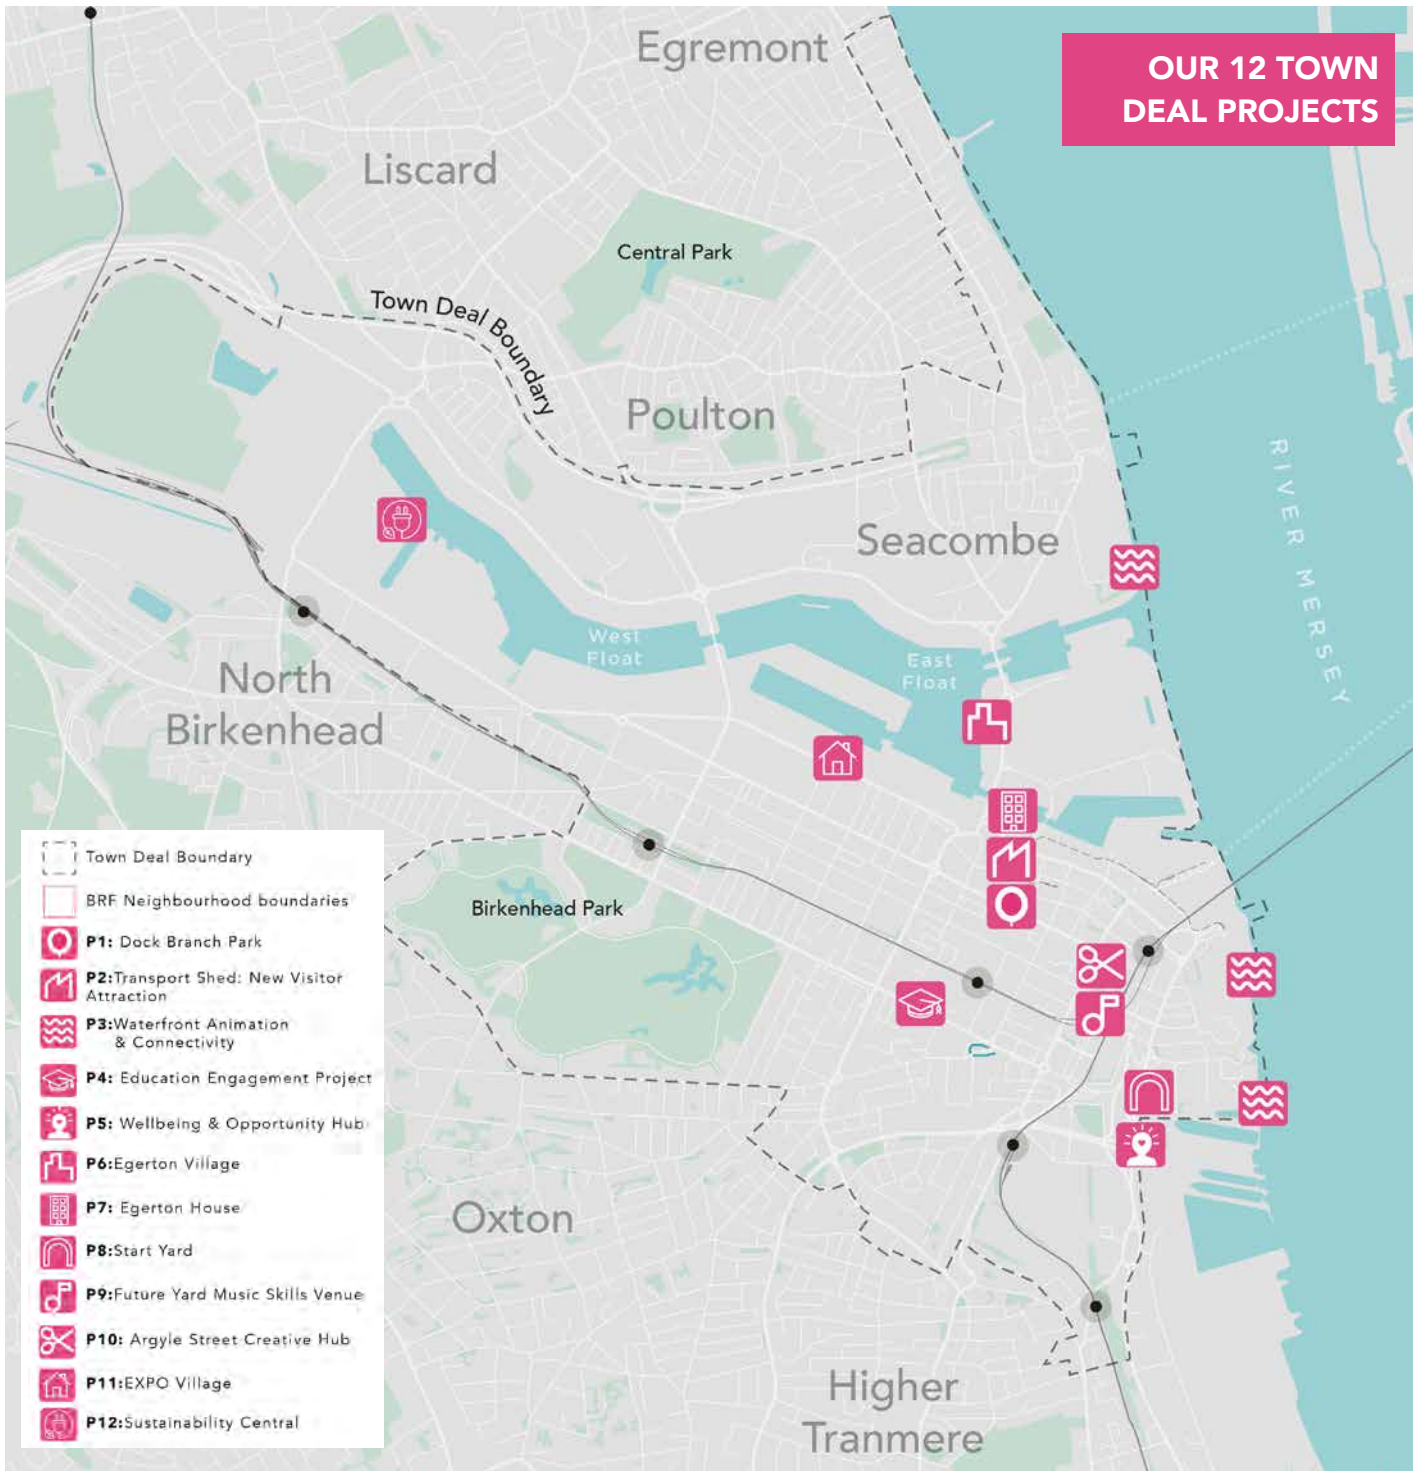 OUR 12 TOWN
DEAL PROJECTS
Egremont
Liscard
Central Park
Town Deal Boundary
Poulton
RIVER MERSEY
Seacombe
West
Float
East
Float
North
Birkenhead
Birkenhead Park
Oxton
Higher
Tranmere
Town Deal Boundary
BRF Neighbourhood boundaries
P1: Dock Branch Park
P2:Transport Shed: New Visitor
Attraction
P3:Waterfront Animation
& Connectivity
P4: Education Engagement Project
P5: Wellbeing & Opportunity Hub
P6:Egerton Village
P7: Egerton House
P8:Start Yard
P9:Future Yard Music Skills Venue
P10: Argyle Street Creative Hub
P11:EXPO Village
P12:Sustainability Central